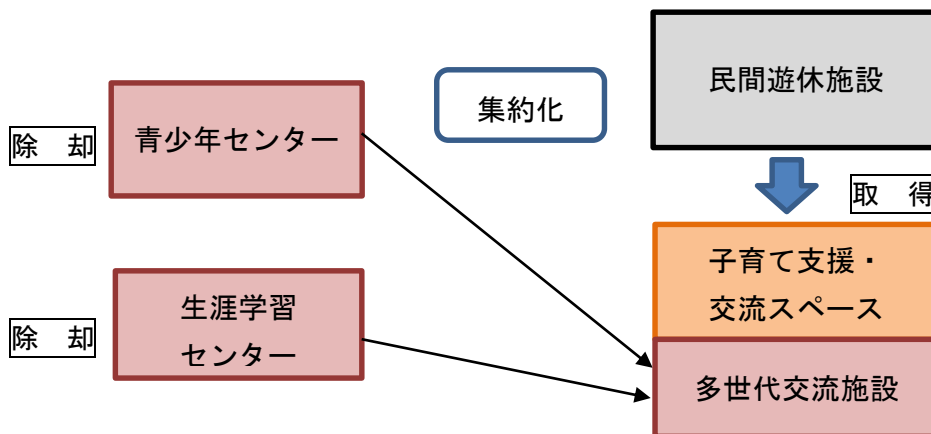 民間遊休施設
集約化
除　却
青少年センター
取　得
子育て支援・
交流スペース
除　却
生涯学習
センター
多世代交流施設